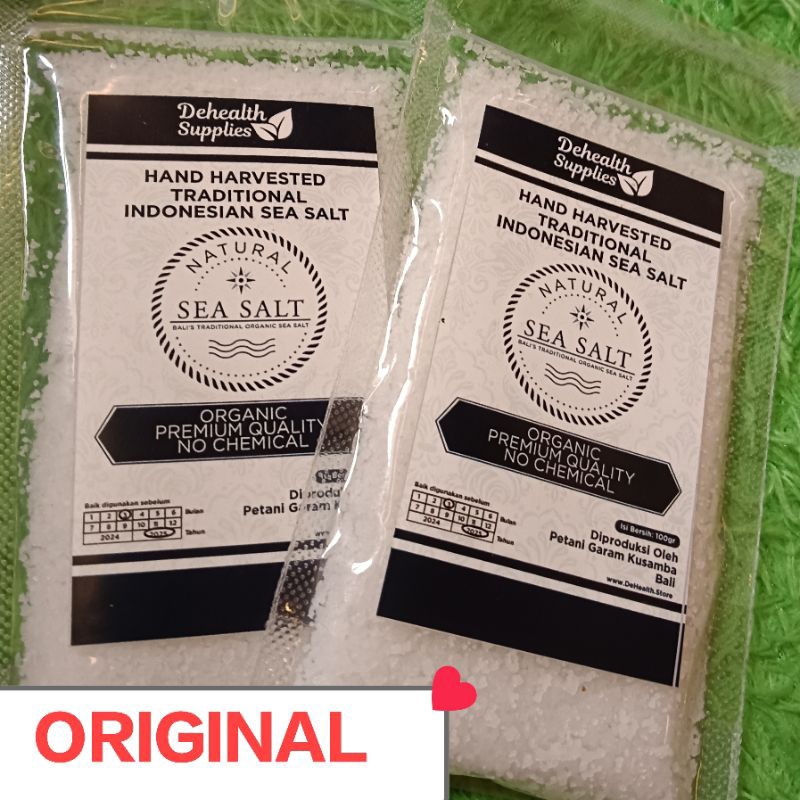 Dehealth
Supplies
HAND HARVESTED
TRADITIONAL
INDONESIAN SEA SALT
NATURAL
SEA SALT
BALI'S TRADITIONAL ORGANIC SEA SALT
ORGANIC
PREMIUM QUALITY
NO CHEMICAL
Baik digunakan sebelum
1 2 3 4 5 6 Bulan
7 8 9 10 11 12
2024 2025 Tahun
Petani Garam
Dehealth
Supplies
HAND HARVESTED
TRADITIONAL
INDONESIAN SEA SALT
NATURAL
SEA SALT
BALI'S TRADITIONAL ORGANIC SEA SALT
ORGANIC
PREMIUM QUALITY
NO CHEMICAL
Baik digunakan sebelum
1 2 3 4 5 6 Bulan
7 8 9 10 11 12
2024 2025 Tahun
Isi Bersih: 100gr
Diproduksi Oleh
Petani Garam Kusamba
Bali
www.DeHealth.Store
ORIGINAL